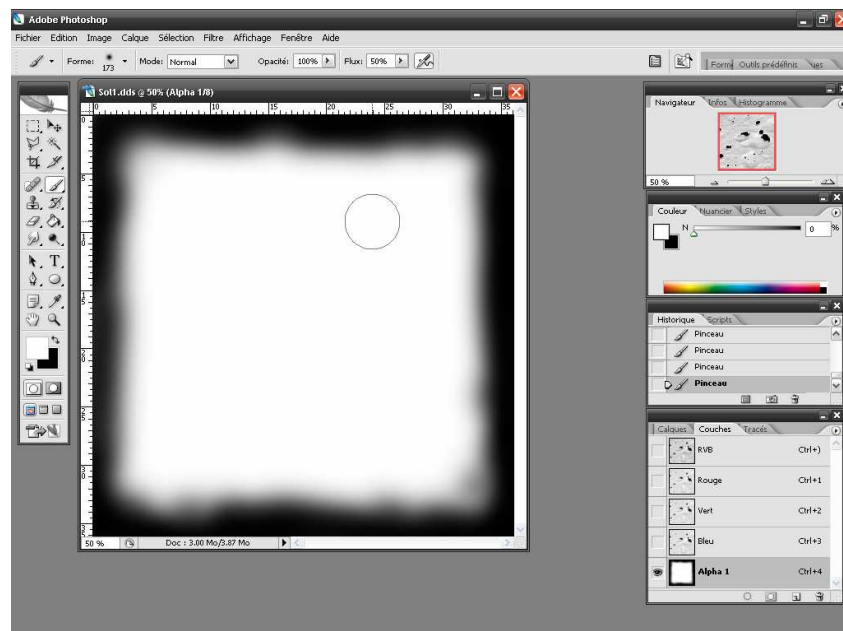 Adobe Photoshop
Fichier Edition Image Calque Sélection Filtre Affichage Fenêtre Aide
Forme: 173 Mode: Normal Opacité: 100% Flux: 50%
Outils prédéfinis
Sol1.dds @ 50% (Alpha 1/8)
0 5 10 15 20 25 30 35
50 % Doc : 3.00 Mo/3.87 Mo
Navigateur Infos Histogramme
50 %
Couleur Nuancier Styles
N 0 %
Historique Scripts
Pinceau
Pinceau
Pinceau
Pinceau
Calques Couches Tracés
RVB Ctrl+)
Rouge Ctrl+1
Vert Ctrl+2
Bleu Ctrl+3
Alpha 1 Ctrl+4